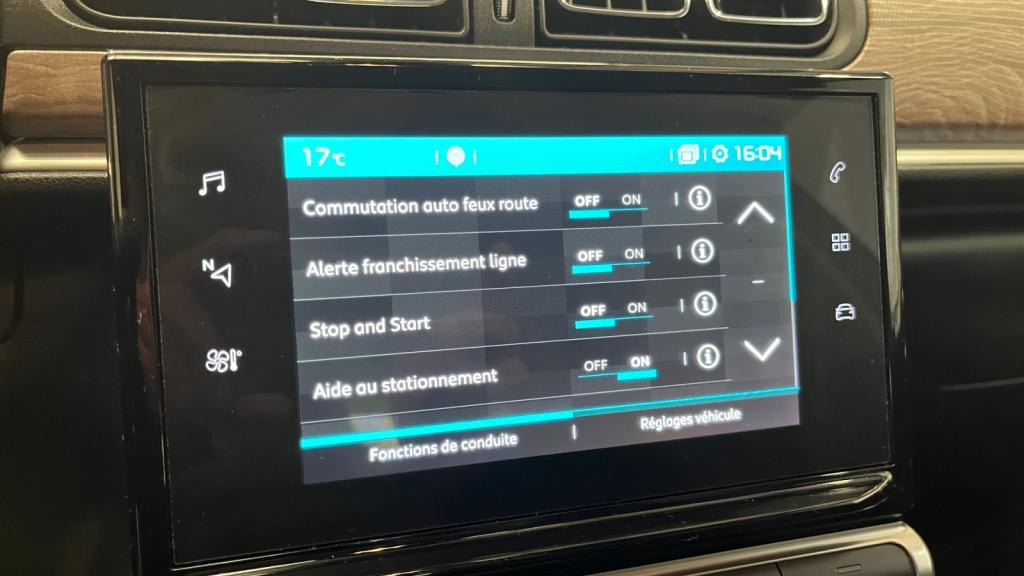 17°C 16:04
Commutation auto feux route OFF ON
Alerte franchissement ligne OFF ON
Stop and Start OFF ON
Aide au stationnement OFF ON
Fonctions de conduite Réglages véhicule
N